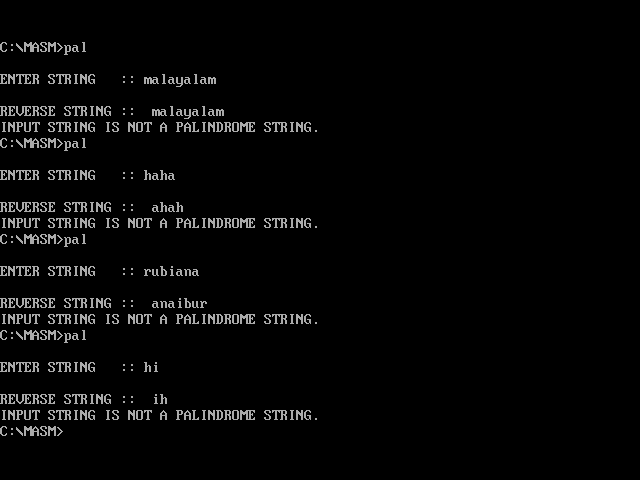 C:\MASM>pal
ENTER STRING   :: malayalam
REVERSE STRING ::  malayalam
INPUT STRING IS NOT A PALINDROME STRING.
C:\MASM>pal
ENTER STRING   :: haha
REVERSE STRING ::  ahah
INPUT STRING IS NOT A PALINDROME STRING.
C:\MASM>pal
ENTER STRING   :: rubiana
REVERSE STRING ::  anaibur
INPUT STRING IS NOT A PALINDROME STRING.
C:\MASM>pal
ENTER STRING   :: hi
REVERSE STRING ::  ih
INPUT STRING IS NOT A PALINDROME STRING.
C:\MASM>